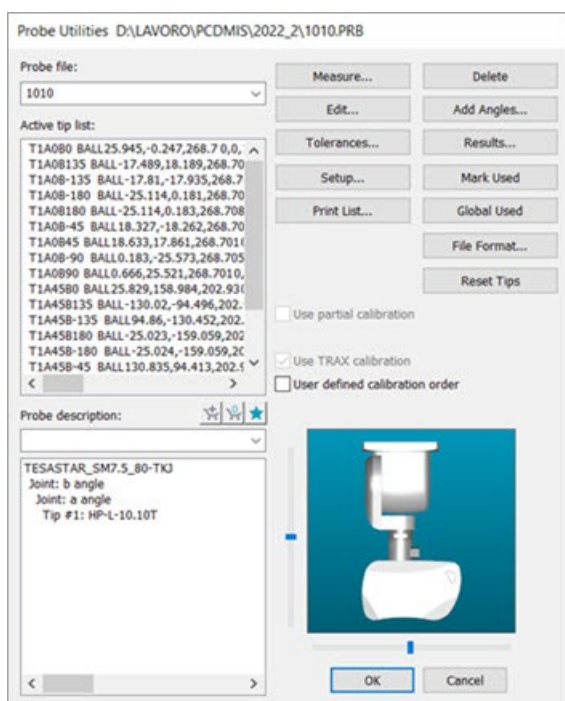 Probe Utilities D:\LAVORO\PCDMIS\2022_2\1010.PRB
Probe file:
1010
Active tip list:
T1A0B0 BALL25.945,-0.247,268.7 0,0,
T1A0B135 BALL-17.489,18.189,268.70
T1A0B-135 BALL-17.81,-17.935,268.7
T1A0B-180 BALL-25.114,0.181,268.70
T1A0B180 BALL-25.114,0.183,268.708
T1A0B-45 BALL18.327,-18.262,268.70
T1A0B45 BALL18.633,17.861,268.7010
T1A0B-90 BALL0.183,-25.573,268.705
T1A0B90 BALL0.666,25.521,268.7010,
T1A45B0 BALL25.829,158.984,202.930
T1A45B135 BALL-130.02,-94.496,202.
T1A45B-135 BALL94.86,-130.452,202.
T1A45B180 BALL-25.023,-159.059,202
T1A45B-180 BALL-25.024,-159.059,20
T1A45B-45 BALL130.835,94.413,202.9
Measure...
Delete
Edit...
Add Angles...
Tolerances...
Results...
Setup...
Mark Used
Print List...
Global Used
File Format...
Reset Tips
Use partial calibration
Use TRAX calibration
User defined calibration order
Probe description:
TESASTAR_SM7.5_80-TKJ
Joint: b angle
Joint: a angle
Tip #1: HP-L-10.10T
OK
Cancel